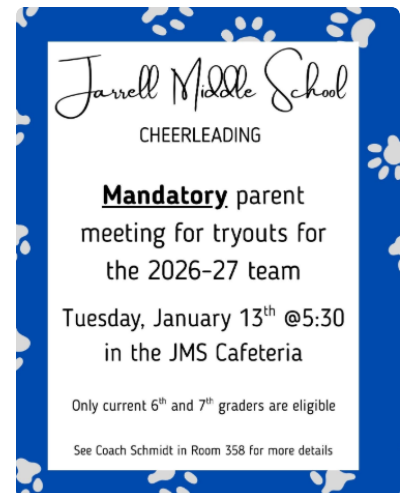 Jarrell Middle School
CHEERLEADING
Mandatory parent
meeting for tryouts for
the 2026-27 team
Tuesday, January 13th @5:30
in the JMS Cafeteria
Only current 6th and 7th graders are eligible
See Coach Schmidt in Room 358 for more details